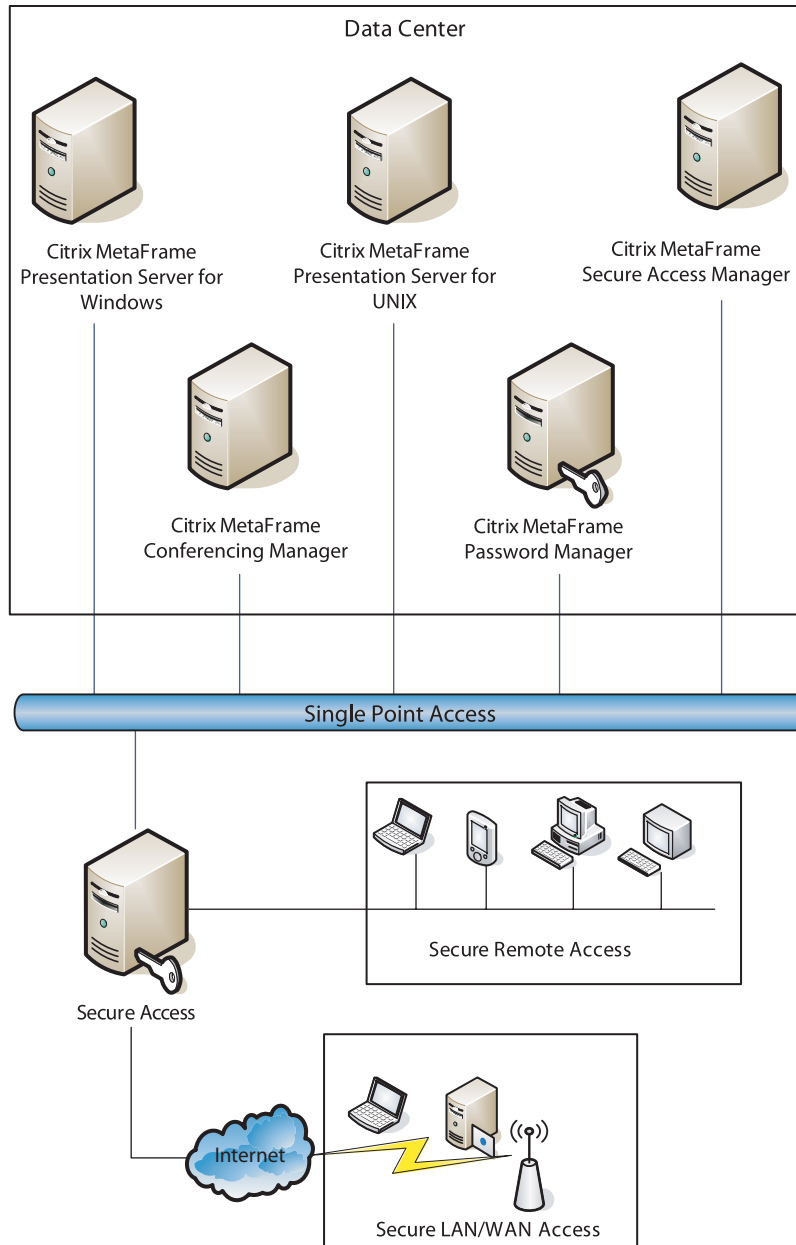 Data Center
Citrix MetaFrame
Presentation Server for
Windows
Citrix MetaFrame
Presentation Server for
UNIX
Citrix MetaFrame
Secure Access Manager
Citrix MetaFrame
Conferencing Manager
Citrix MetaFrame
Password Manager
Single Point Access
Secure Remote Access
Secure Access
Internet
Secure LAN/WAN Access